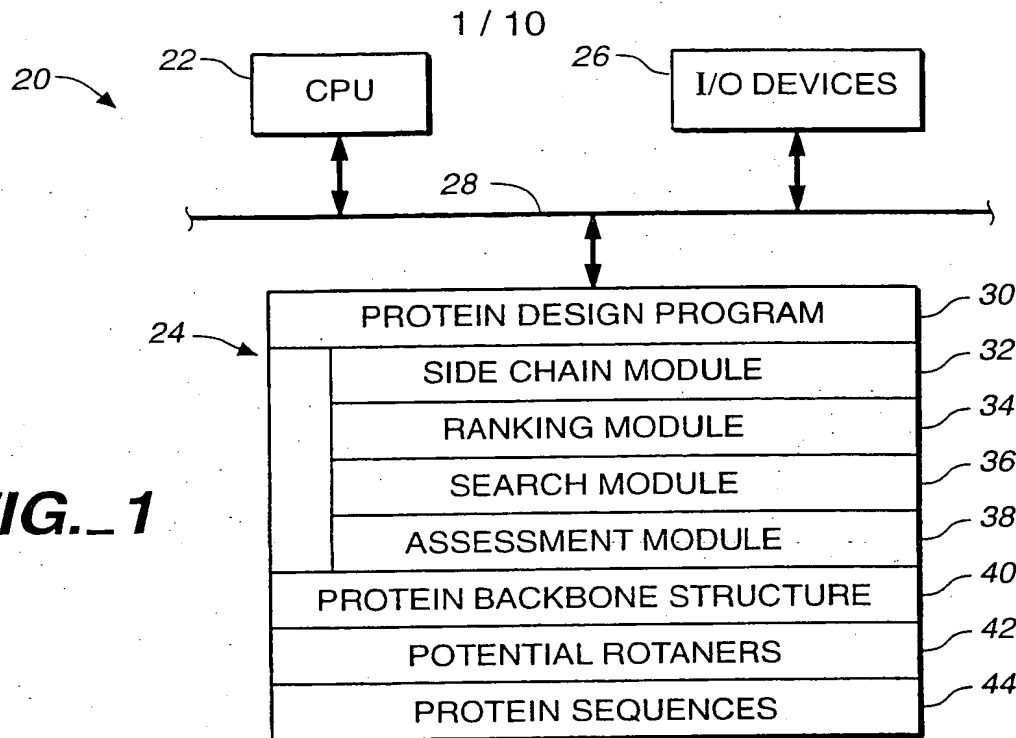 1 / 10
20
22
CPU
26
I/O DEVICES
28
24
PROTEIN DESIGN PROGRAM
30
SIDE CHAIN MODULE
32
RANKING MODULE
34
SEARCH MODULE
36
ASSESSMENT MODULE
38
PROTEIN BACKBONE STRUCTURE
40
POTENTIAL ROTANERS
42
PROTEIN SEQUENCES
44
IG._1